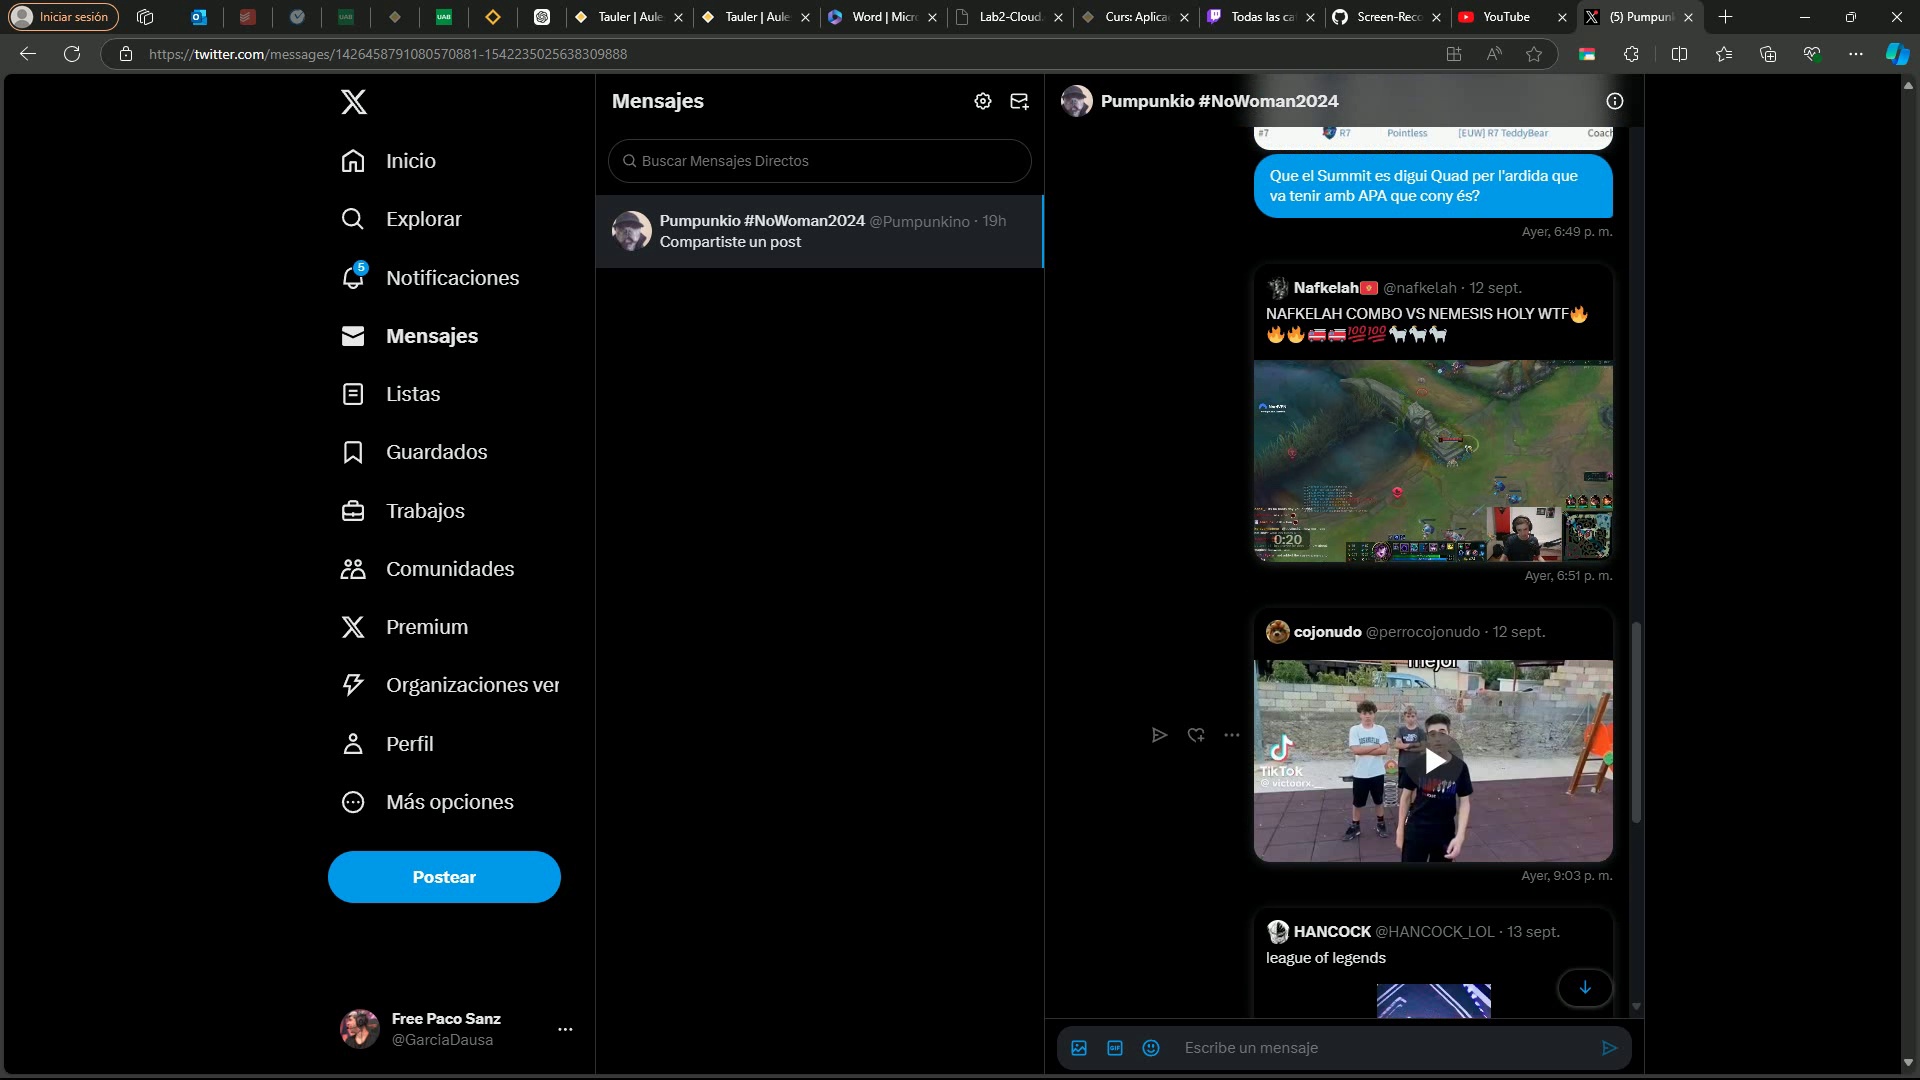 Iniciar sesión
Tauler | Aule
Tauler | Aule
Word | Micr
Lab2-Cloud.
Curs: Aplica
Todas las ca
Screen-Reco
YouTube
(5) Pumpun
https://twitter.com/messages/1426458791080570881-1542235025638309888
Inicio
Explorar
5
Notificaciones
Mensajes
Listas
Guardados
Trabajos
Comunidades
Premium
Organizaciones ver
Perfil
Más opciones
Postear
Free Paco Sanz
@GarciaDausa
Mensajes
Buscar Mensajes Directos
Pumpunkio #NoWoman2024 @Pumpunkino · 19h
Compartiste un post
Pumpunkio #NoWoman2024
#7 R7 Pointless [EUW] R7 TeddyBear Coach
Que el Summit es digui Quad per l'ardida que
va tenir amb APA que cony és?
Ayer, 6:49 p. m.
Nafkelah @nafkelah · 12 sept.
NAFKELAH COMBO VS NEMESIS HOLY WTF🔥
🔥🔥🚒🚒💯💯🐐🐐🐐
0:20
Ayer, 6:51 p. m.
cojonudo @perrocojonudo · 12 sept.
mejor
TikTok
Ayer, 9:03 p. m.
HANCOCK @HANCOCK_LOL · 13 sept.
league of legends
GIF
Escribe un mensaje